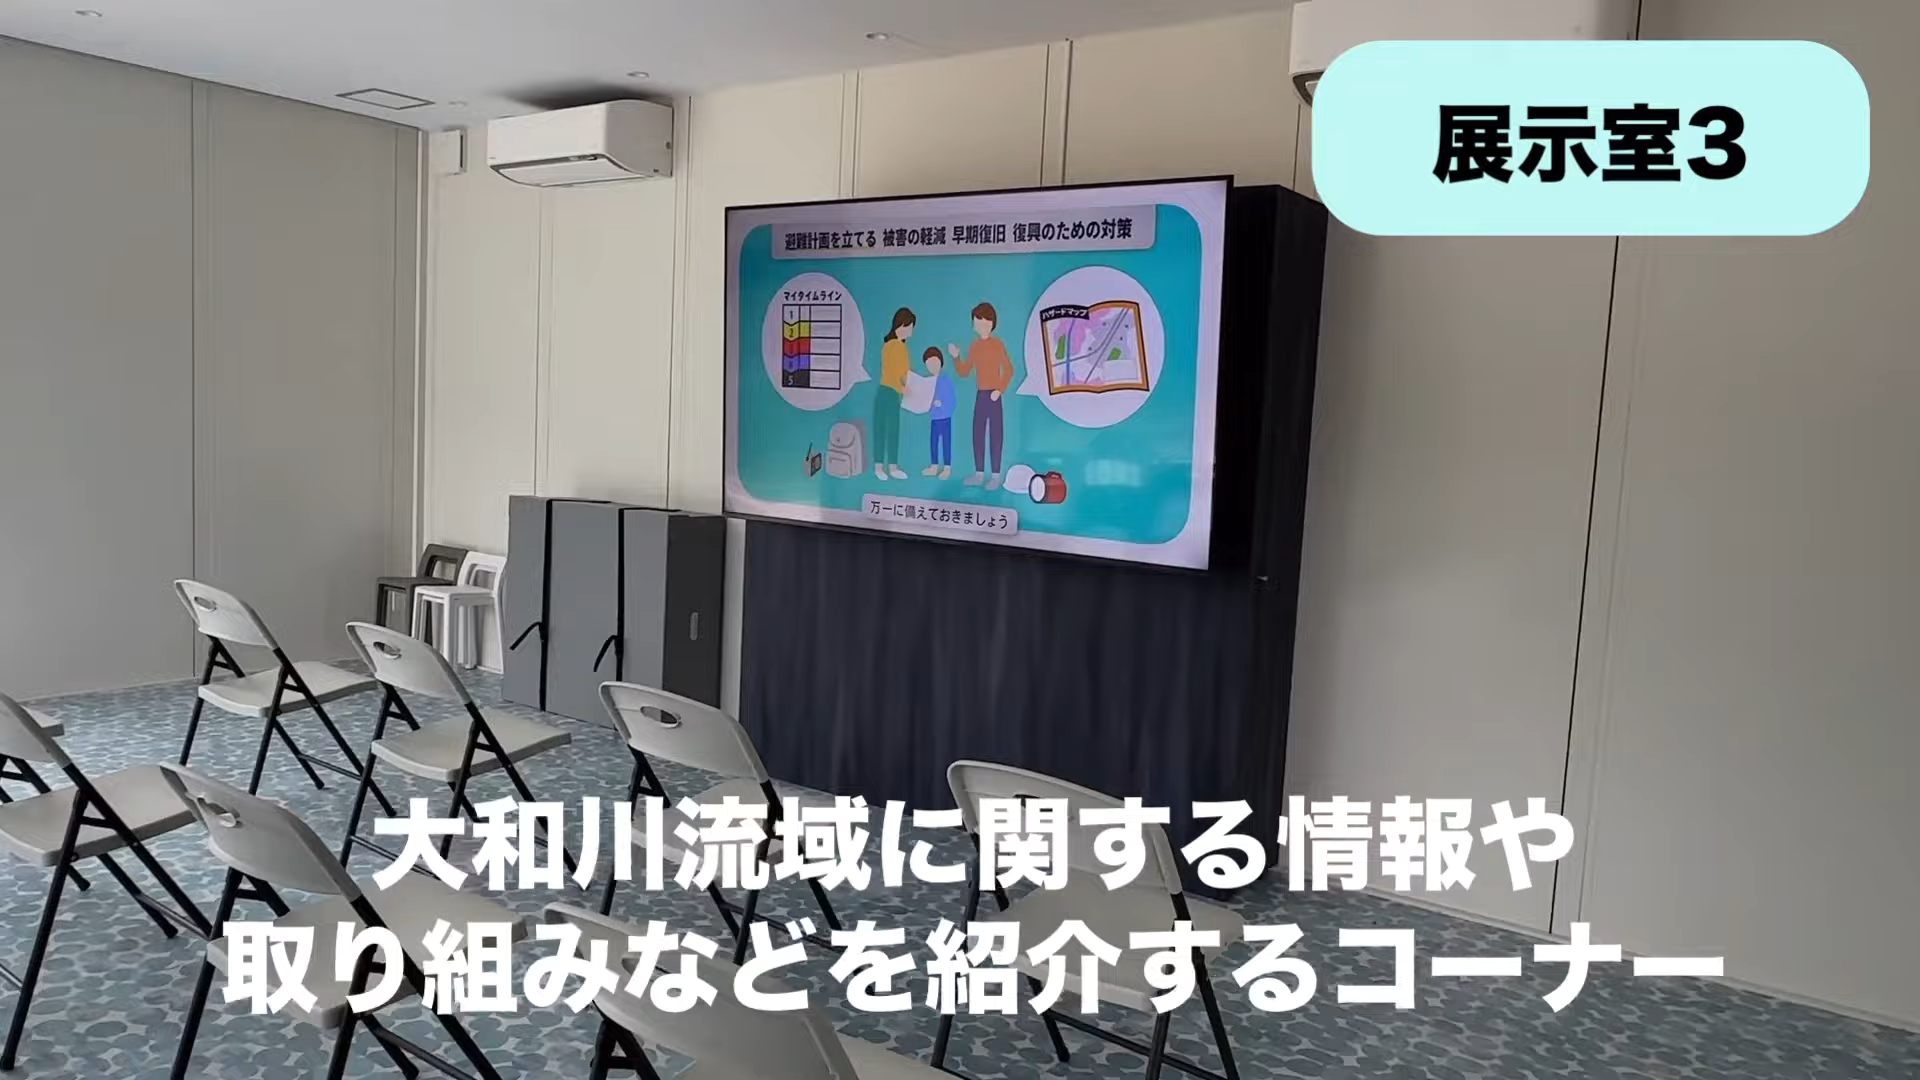 展示室3
避難計画を立てる 被害の軽減 早期復旧 復興のための対策
マイタイムライン
1
2
5
ハザードマップ
万一に備えておきましょう
大和川流域に関する情報や
取り組みなどを紹介するコーナー